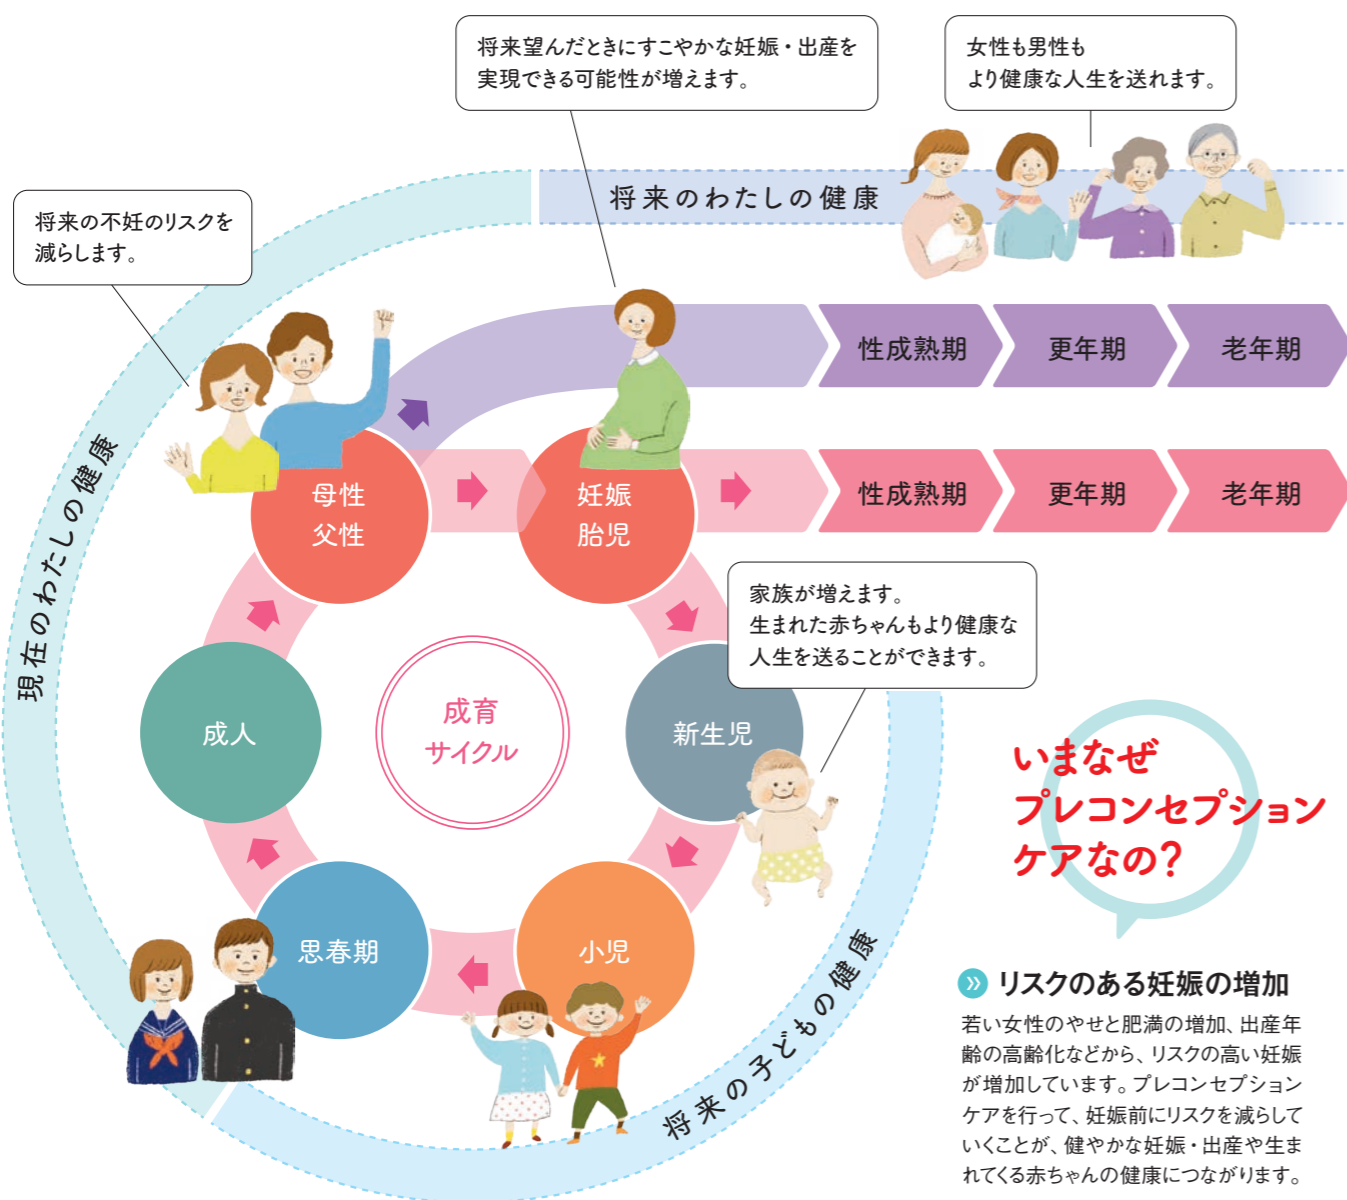 将来望んだときにすこやかな妊娠・出産を
実現できる可能性が増えます。
女性も男性も
より健康な人生を送れます。
将来のわたしの健康
将来の不妊のリスクを
減らします。
現在のわたしの健康
性成熟期
更年期
老年期
母性
父性
妊娠
胎児
性成熟期
更年期
老年期
家族が増えます。
生まれた赤ちゃんもより健康な
人生を送ることができます。
成人
成育
サイクル
新生児
思春期
小児
将来の子どもの健康
いまなぜ
プレコンセプション
ケアなの?
リスクのある妊娠の増加
若い女性のやせと肥満の増加、出産年
齢の高齢化などから、リスクの高い妊娠
が増加しています。プレコンセプション
ケアを行って、妊娠前にリスクを減らして
いくことが、健やかな妊娠・出産や生ま
れてくる赤ちゃんの健康につながります。